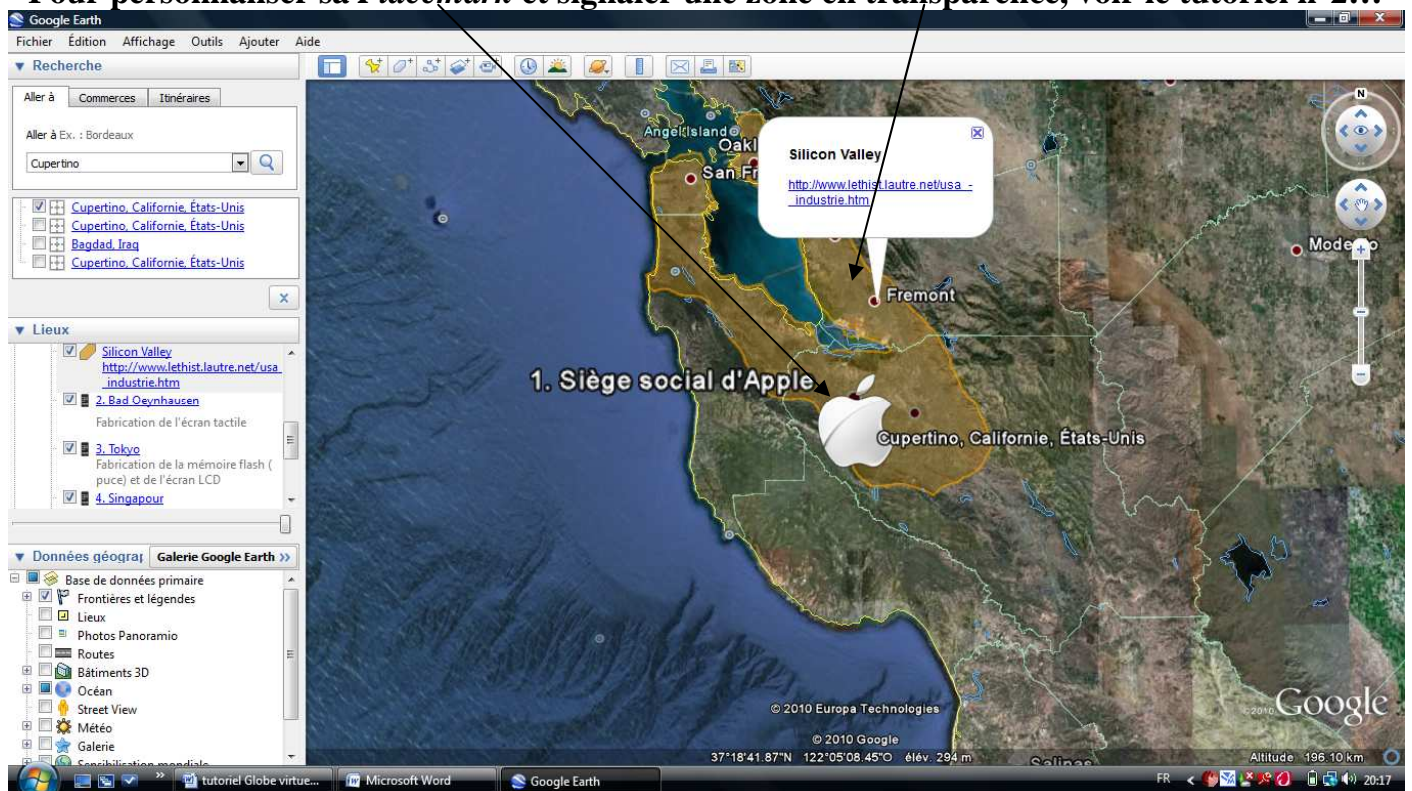 Pour personnaliser sa Placemark et signaler une zone en transparence, voir le tutoriel n°2…
Google Earth
Fichier Édition Affichage Outils Ajouter Aide
Recherche
Aller à Commerces Itinéraires
Aller à Ex. : Bordeaux
Cupertino
Cupertino, Californie, États-Unis
Cupertino, Californie, États-Unis
Bagdad, Iraq
Cupertino, Californie, États-Unis
Lieux
Silicon Valley
http://www.lethist.lautre.net/usa_
_industrie.htm
2. Bad Oeynhausen
Fabrication de l'écran tactile
3. Tokyo
Fabrication de la mémoire flash (
puce) et de l'écran LCD
4. Singapour
Données géograp Galerie Google Earth >>
Base de données primaire
Frontières et légendes
Lieux
Photos Panoramio
Routes
Bâtiments 3D
Océan
Street View
Météo
Galerie
Sensibilisation mondiale
N
Angel Island
Oakl
San Fr
Silicon Valley
http://www.lethist.lautre.net/usa_-
_industrie.htm
Modesto
Fremont
1. Siège social d'Apple
Cupertino, Californie, États-Unis
© 2010 Europa Technologies
© 2010 Google
©2010 Google
37°18'41.87"N 122°05'08.45"O élév. 294 m
Salinas
Altitude 196.10 km
tutoriel Globe virtue...
Microsoft Word
Google Earth
FR
20:17